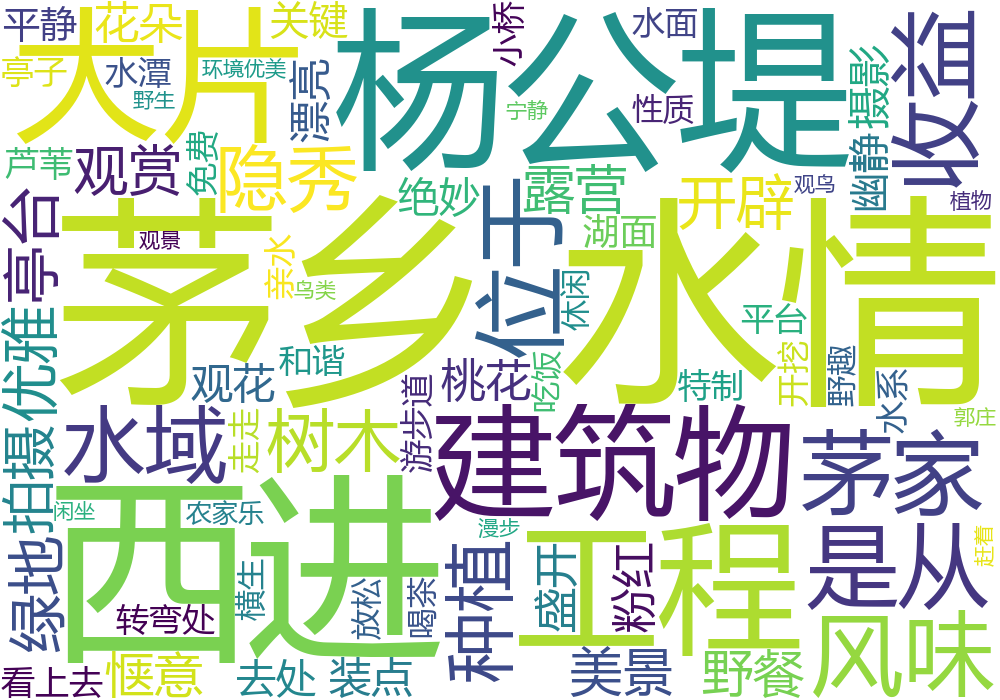 平静
花朵
关键
大片
杨公堤
小桥
水面
收益
亭子
水潭
环境优美
野生
漂亮
宁静
性质
摄影
芦苇
观赏
免费
隐秀
绝妙
露营
开辟
幽静
观鸟
植物
亭台
观景
茅乡水情
亲水
鸟类
位于
湖面
休闲
平台
优雅
观花
和谐
桃花
吃饭
特制
开挖
野趣
水系
郭庄
水域
走走
树木
游步道
建筑物
茅家
拍摄
西进
闲坐
农家乐
漫步
工程
是从
赶着
绿地
横生
转弯处
放松
喝茶
种植
盛开
粉红
风味
看上去
惬意
去处
装点
美景
野餐